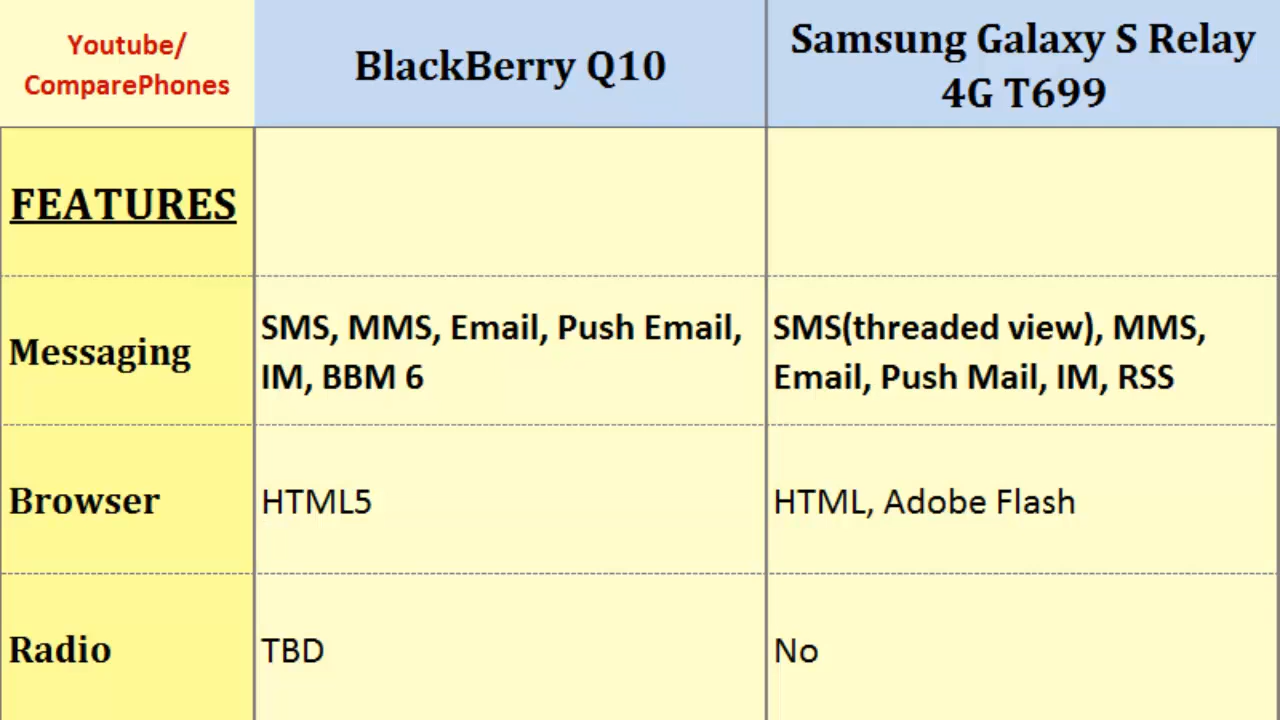 Youtube/
ComparePhones
BlackBerry Q10
Samsung Galaxy S Relay
4G T699
FEATURES
Messaging
SMS, MMS, Email, Push Email,
IM, BBM 6
SMS(threaded view), MMS,
Email, Push Mail, IM, RSS
Browser
HTML5
HTML, Adobe Flash
Radio
TBD
No